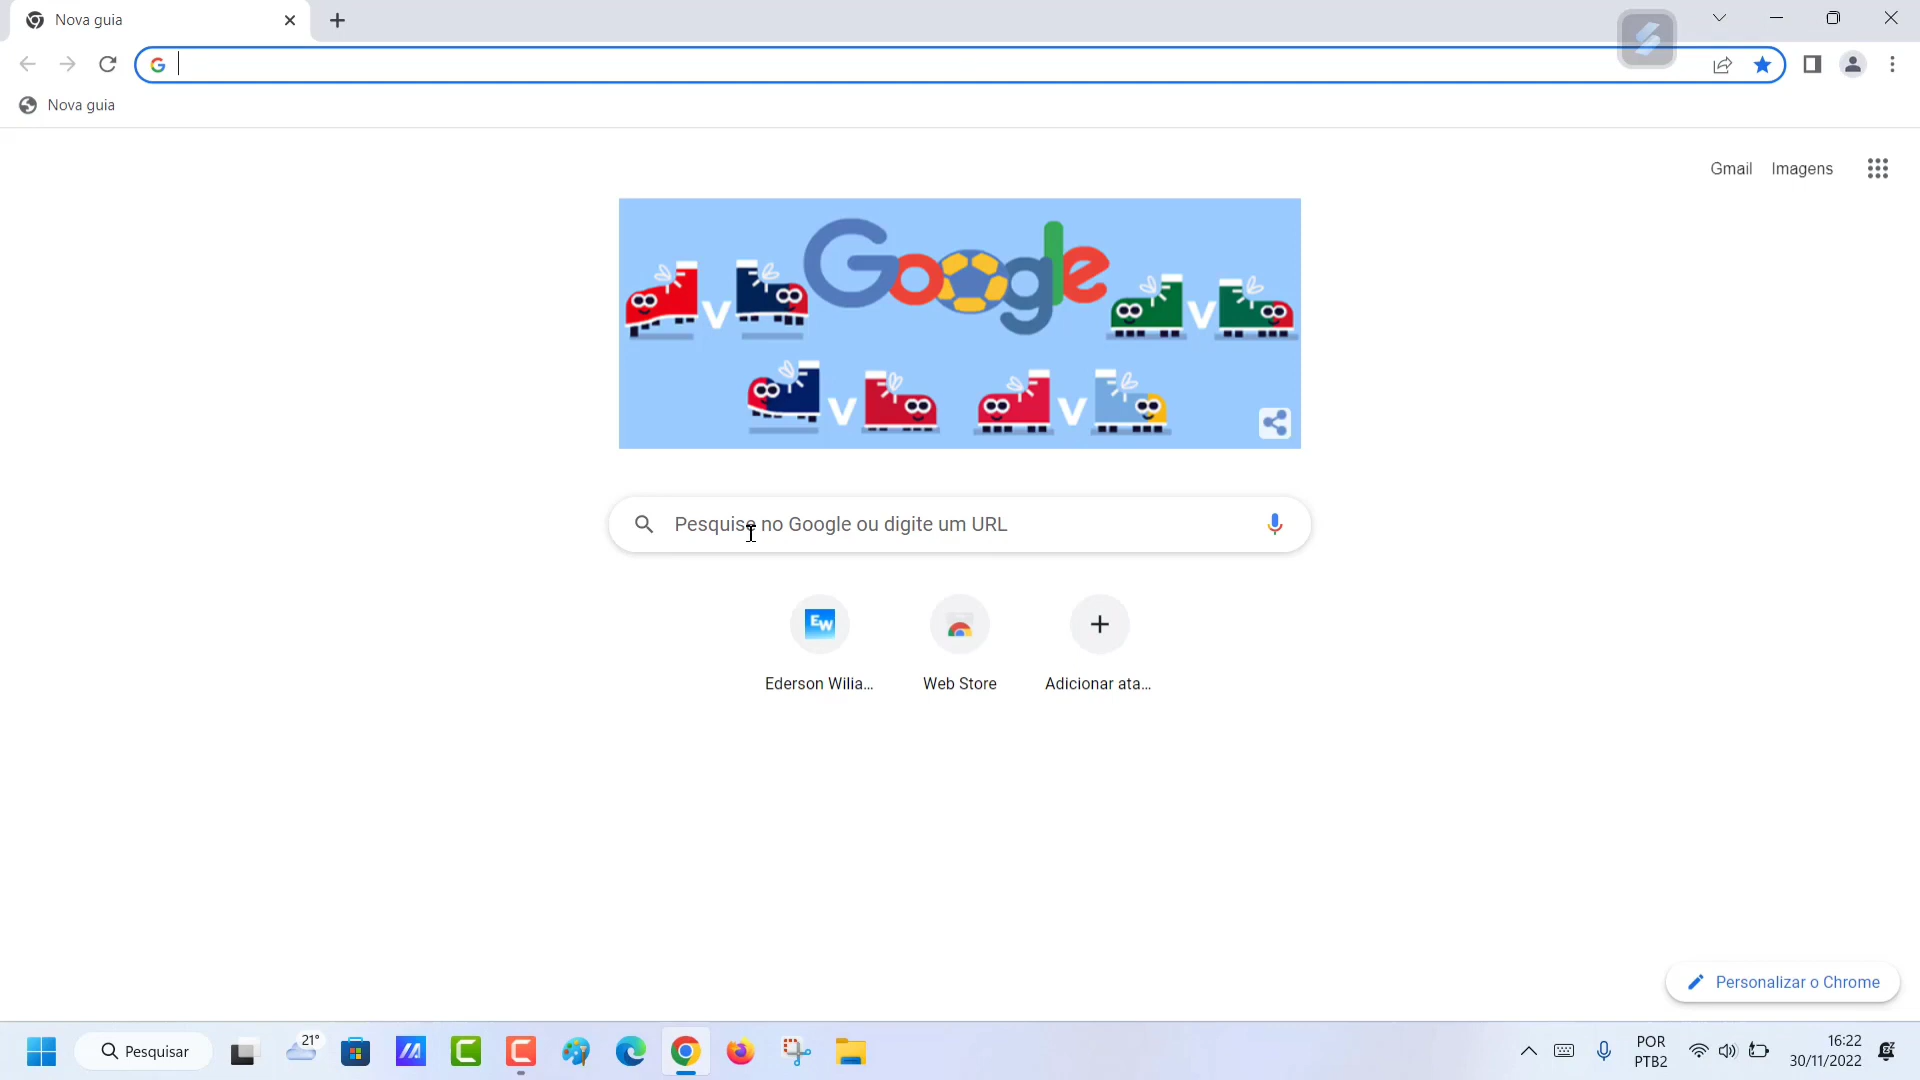 Nova guia
Nova guia
Gmail Imagens
Google
V V
V V
Pesquise no Google ou digite um URL
EW
Ederson Wilia... Web Store Adicionar ata...
Personalizar o Chrome
Pesquisar
21°
POR
PTB2
16:22
30/11/2022